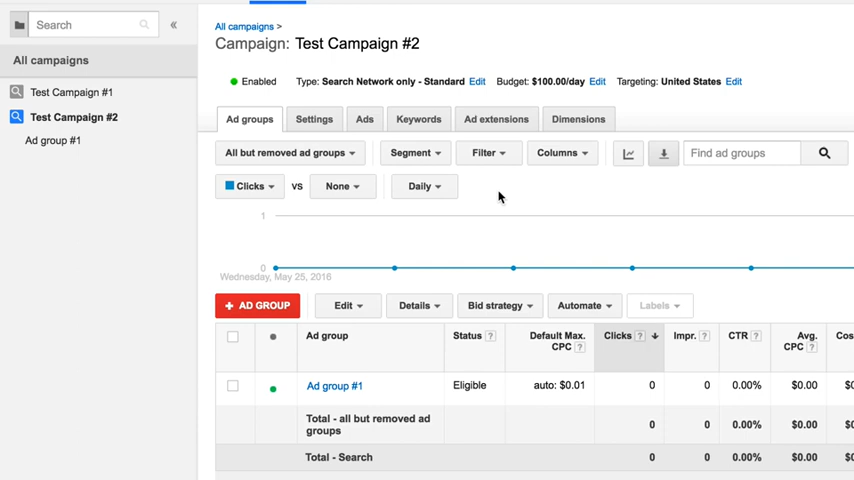 Search
«
All campaigns >
Campaign: Test Campaign #2
All campaigns
Enabled Type: Search Network only - Standard Edit Budget: $100.00/day Edit Targeting: United States Edit
Test Campaign #1
Test Campaign #2
Ad group #1
Ad groups Settings Ads Keywords Ad extensions Dimensions
All but removed ad groups Segment Filter Columns Find ad groups
Clicks VS None Daily
1
0
Wednesday, May 25, 2016
+ AD GROUP Edit Details Bid strategy Automate Labels
Ad group Status ? Default Max. CPC ? Clicks ? Impr. ? CTR ? Avg. CPC ? Cos
Ad group #1 Eligible auto: $0.01 0 0 0.00% $0.00 $0
Total - all but removed ad groups 0 0 0.00% $0.00 $0
Total - Search 0 0 0.00% $0.00 $0